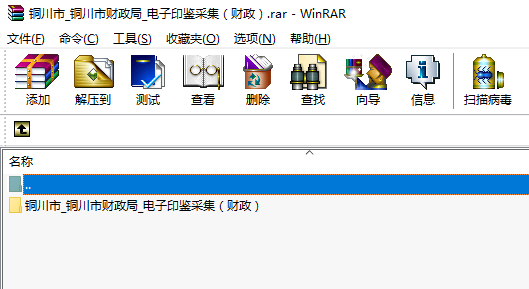 铜川市_铜川市财政局_电子印鉴采集（财政）.rar - WinRAR
文件(F) 命令(C) 工具(S) 收藏夹(O) 选项(N) 帮助(H)
添加 解压到 测试 查看 删除 查找 向导 信息 扫描病毒
名称
..
铜川市_铜川市财政局_电子印鉴采集（财政）